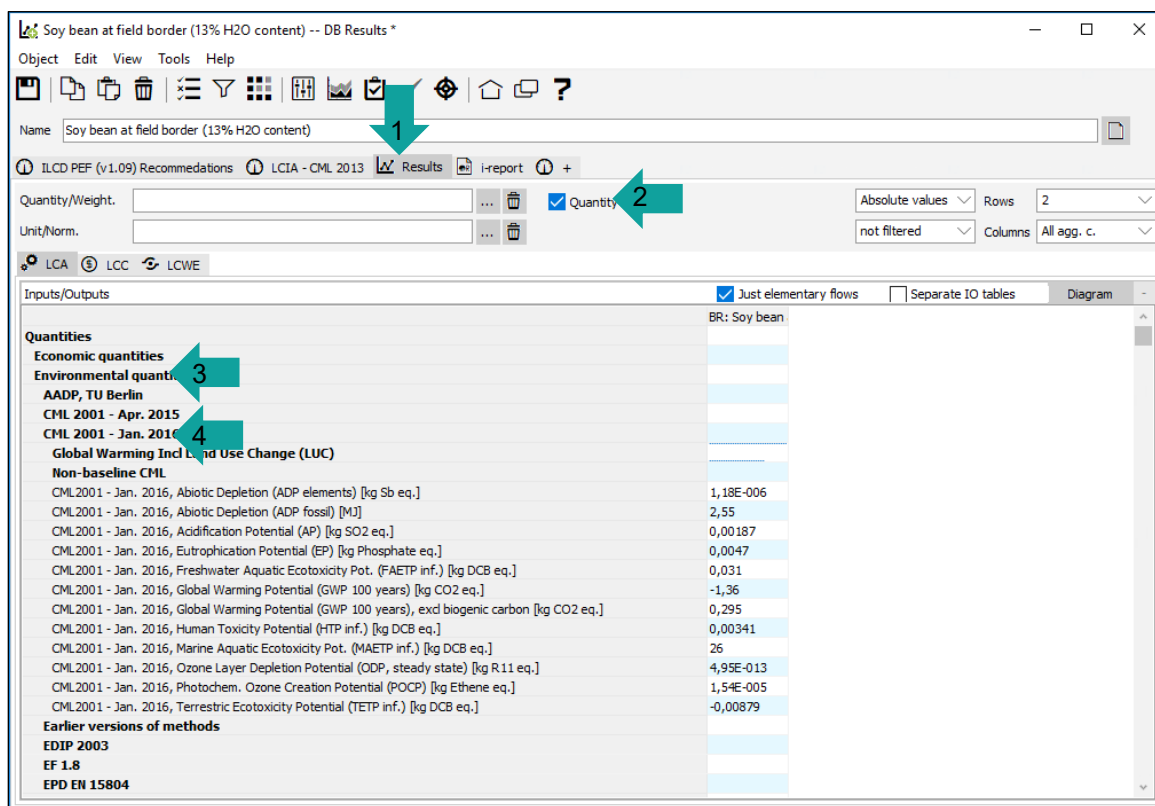 Soy bean at field border (13% H2O content) -- DB Results *
Object Edit View Tools Help
?
1
Name Soy bean at field border (13% H2O content)
ILCD PEF (v1.09) Recommedations LCIA - CML 2013 Results i-report +
Quantity/Weight. ... Quantity 2 Absolute values Rows 2
Unit/Norm. ... not filtered Columns All agg. c.
LCA LCC LCWE
Inputs/Outputs Just elementary flows Separate IO tables Diagram -
BR: Soy bean
Quantities
Economic quantities
Environmental 3
AADP, TU Berlin
CML 2001 - Apr. 2015
CML 2001 - Jan. 2016 4
Global Warming Incl Land Use Change (LUC)
Non-baseline CML
CML2001 - Jan. 2016, Abiotic Depletion (ADP elements) [kg Sb eq.] 1,18E-006
CML2001 - Jan. 2016, Abiotic Depletion (ADP fossil) [MJ] 2,55
CML2001 - Jan. 2016, Acidification Potential (AP) [kg SO2 eq.] 0,00187
CML2001 - Jan. 2016, Eutrophication Potential (EP) [kg Phosphate eq.] 0,0047
CML2001 - Jan. 2016, Freshwater Aquatic Ecotoxicity Pot. (FAETP inf.) [kg DCB eq.] 0,031
CML2001 - Jan. 2016, Global Warming Potential (GWP 100 years) [kg CO2 eq.] -1,36
CML2001 - Jan. 2016, Global Warming Potential (GWP 100 years), excl biogenic carbon [kg CO2 eq.] 0,295
CML2001 - Jan. 2016, Human Toxicity Potential (HTP inf.) [kg DCB eq.] 0,00341
CML2001 - Jan. 2016, Marine Aquatic Ecotoxicity Pot. (MAETP inf.) [kg DCB eq.] 26
CML2001 - Jan. 2016, Ozone Layer Depletion Potential (ODP, steady state) [kg R11 eq.] 4,95E-013
CML2001 - Jan. 2016, Photochem. Ozone Creation Potential (POCP) [kg Ethene eq.] 1,54E-005
CML2001 - Jan. 2016, Terrestric Ecotoxicity Potential (TETP inf.) [kg DCB eq.] -0,00879
Earlier versions of methods
EDIP 2003
EF 1.8
EPD EN 15804